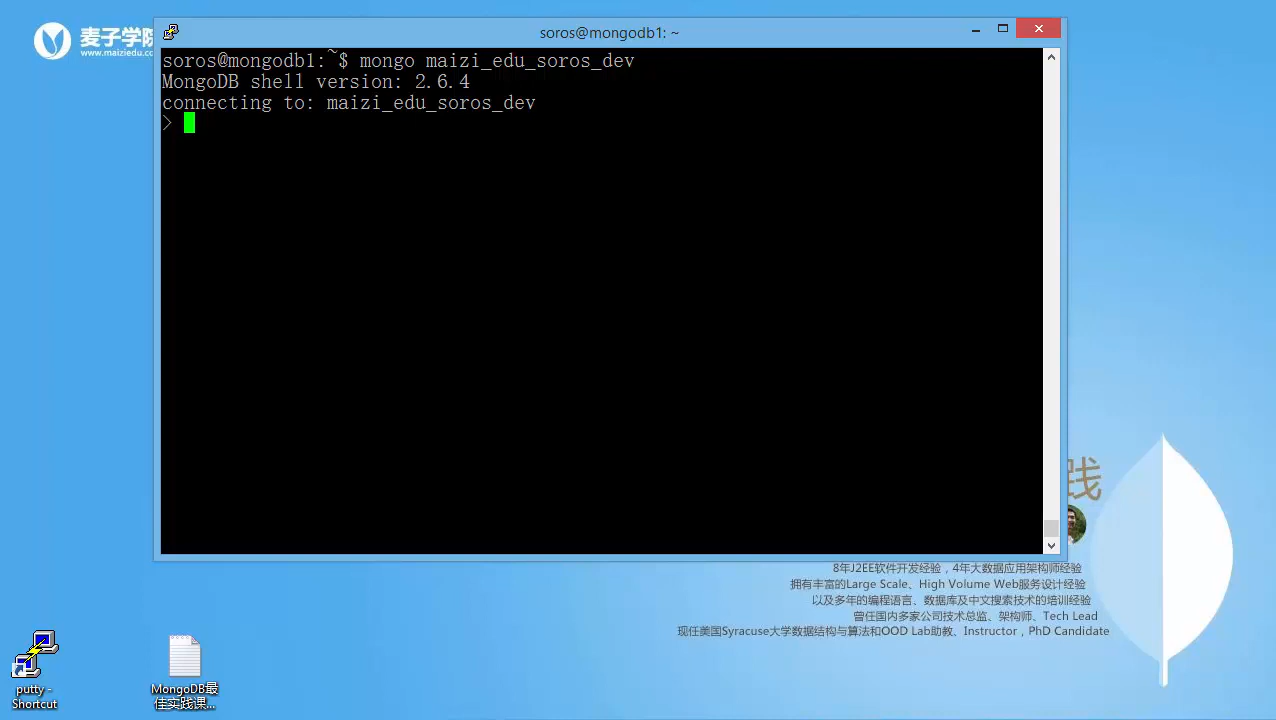 麦子学院
www.maiziedu.co
soros@mongodb1: ~
soros@mongodb1:~$ mongo maizi_edu_soros_dev
MongoDB shell version: 2.6.4
connecting to: maizi_edu_soros_dev
>
践
8年J2EE软件开发经验，4年大数据应用架构师经验
拥有丰富的Large Scale、High Volume Web服务设计经验
以及多年的编程语言、数据库及中文搜索技术的培训经验
曾任国内多家公司技术总监、架构师、Tech Lead
现任美国Syracuse大学数据结构与算法和OOD Lab助教、Instructor，PhD Candidate
putty -
Shortcut
MongoDB最
佳实践课...